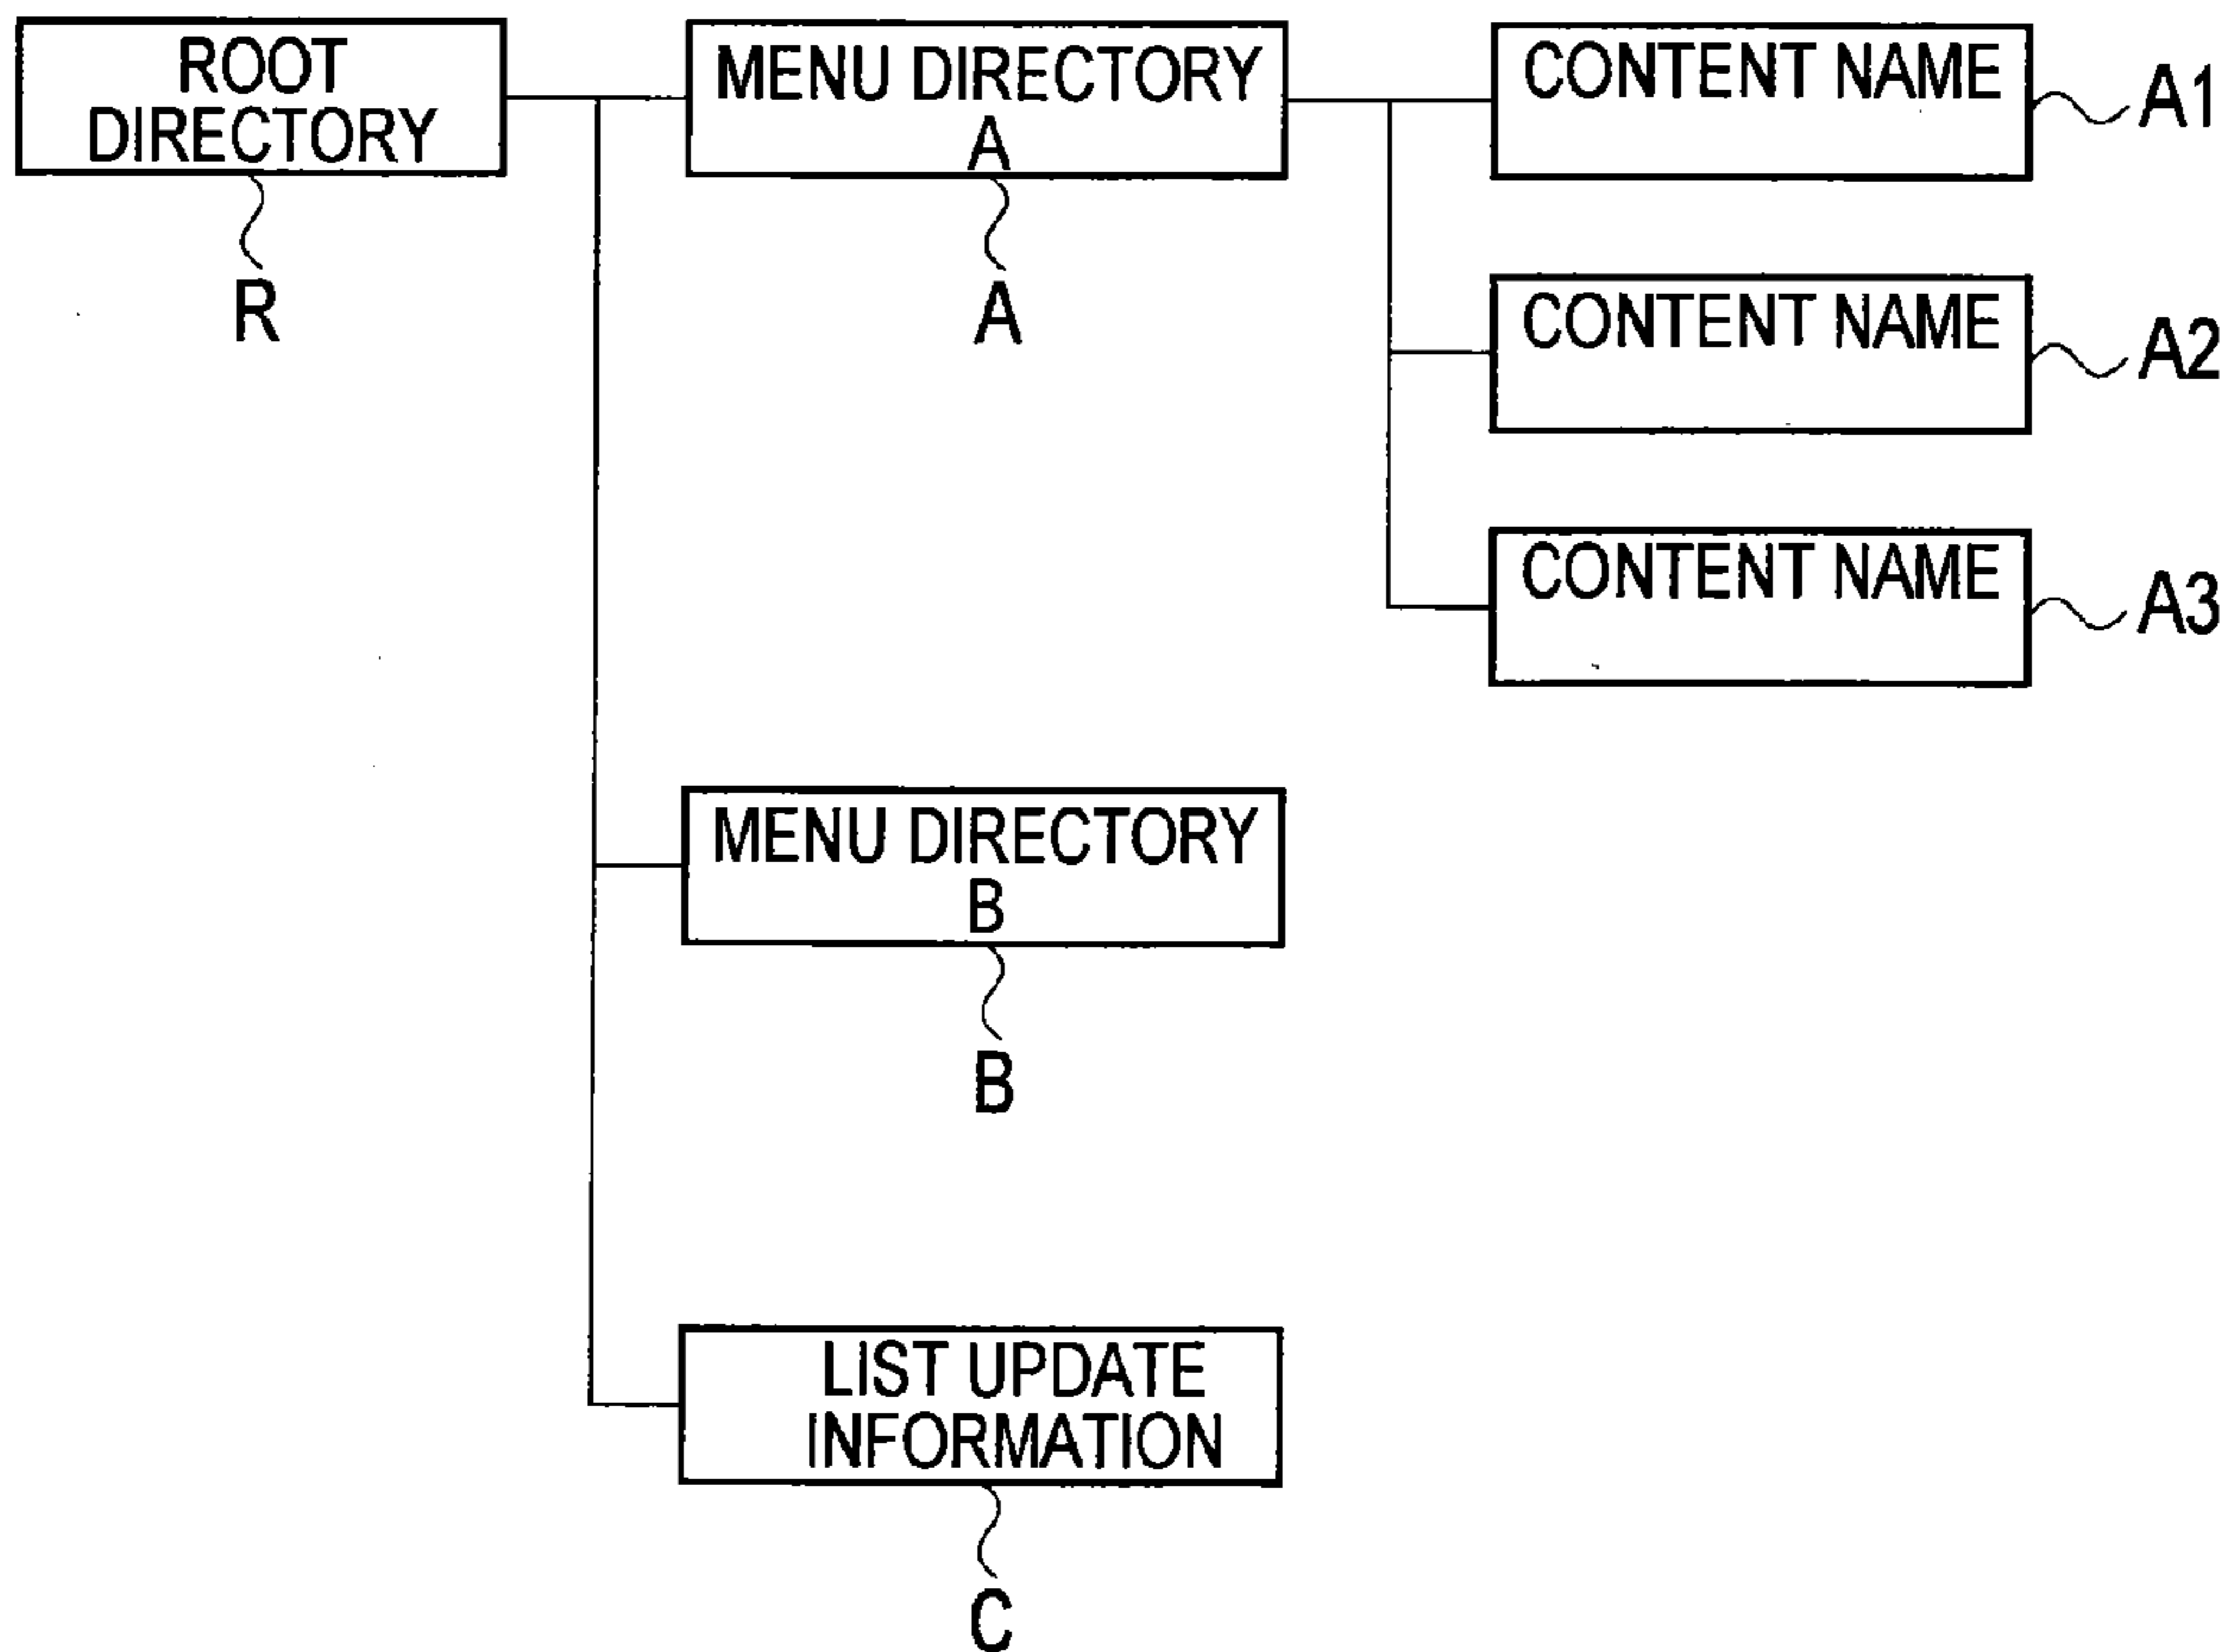 ROOT
DIRECTORY
R
MENU DIRECTORY
A
A
CONTENT NAME
A1
CONTENT NAME
A2
CONTENT NAME
A3
MENU DIRECTORY
B
B
LIST UPDATE
INFORMATION
C